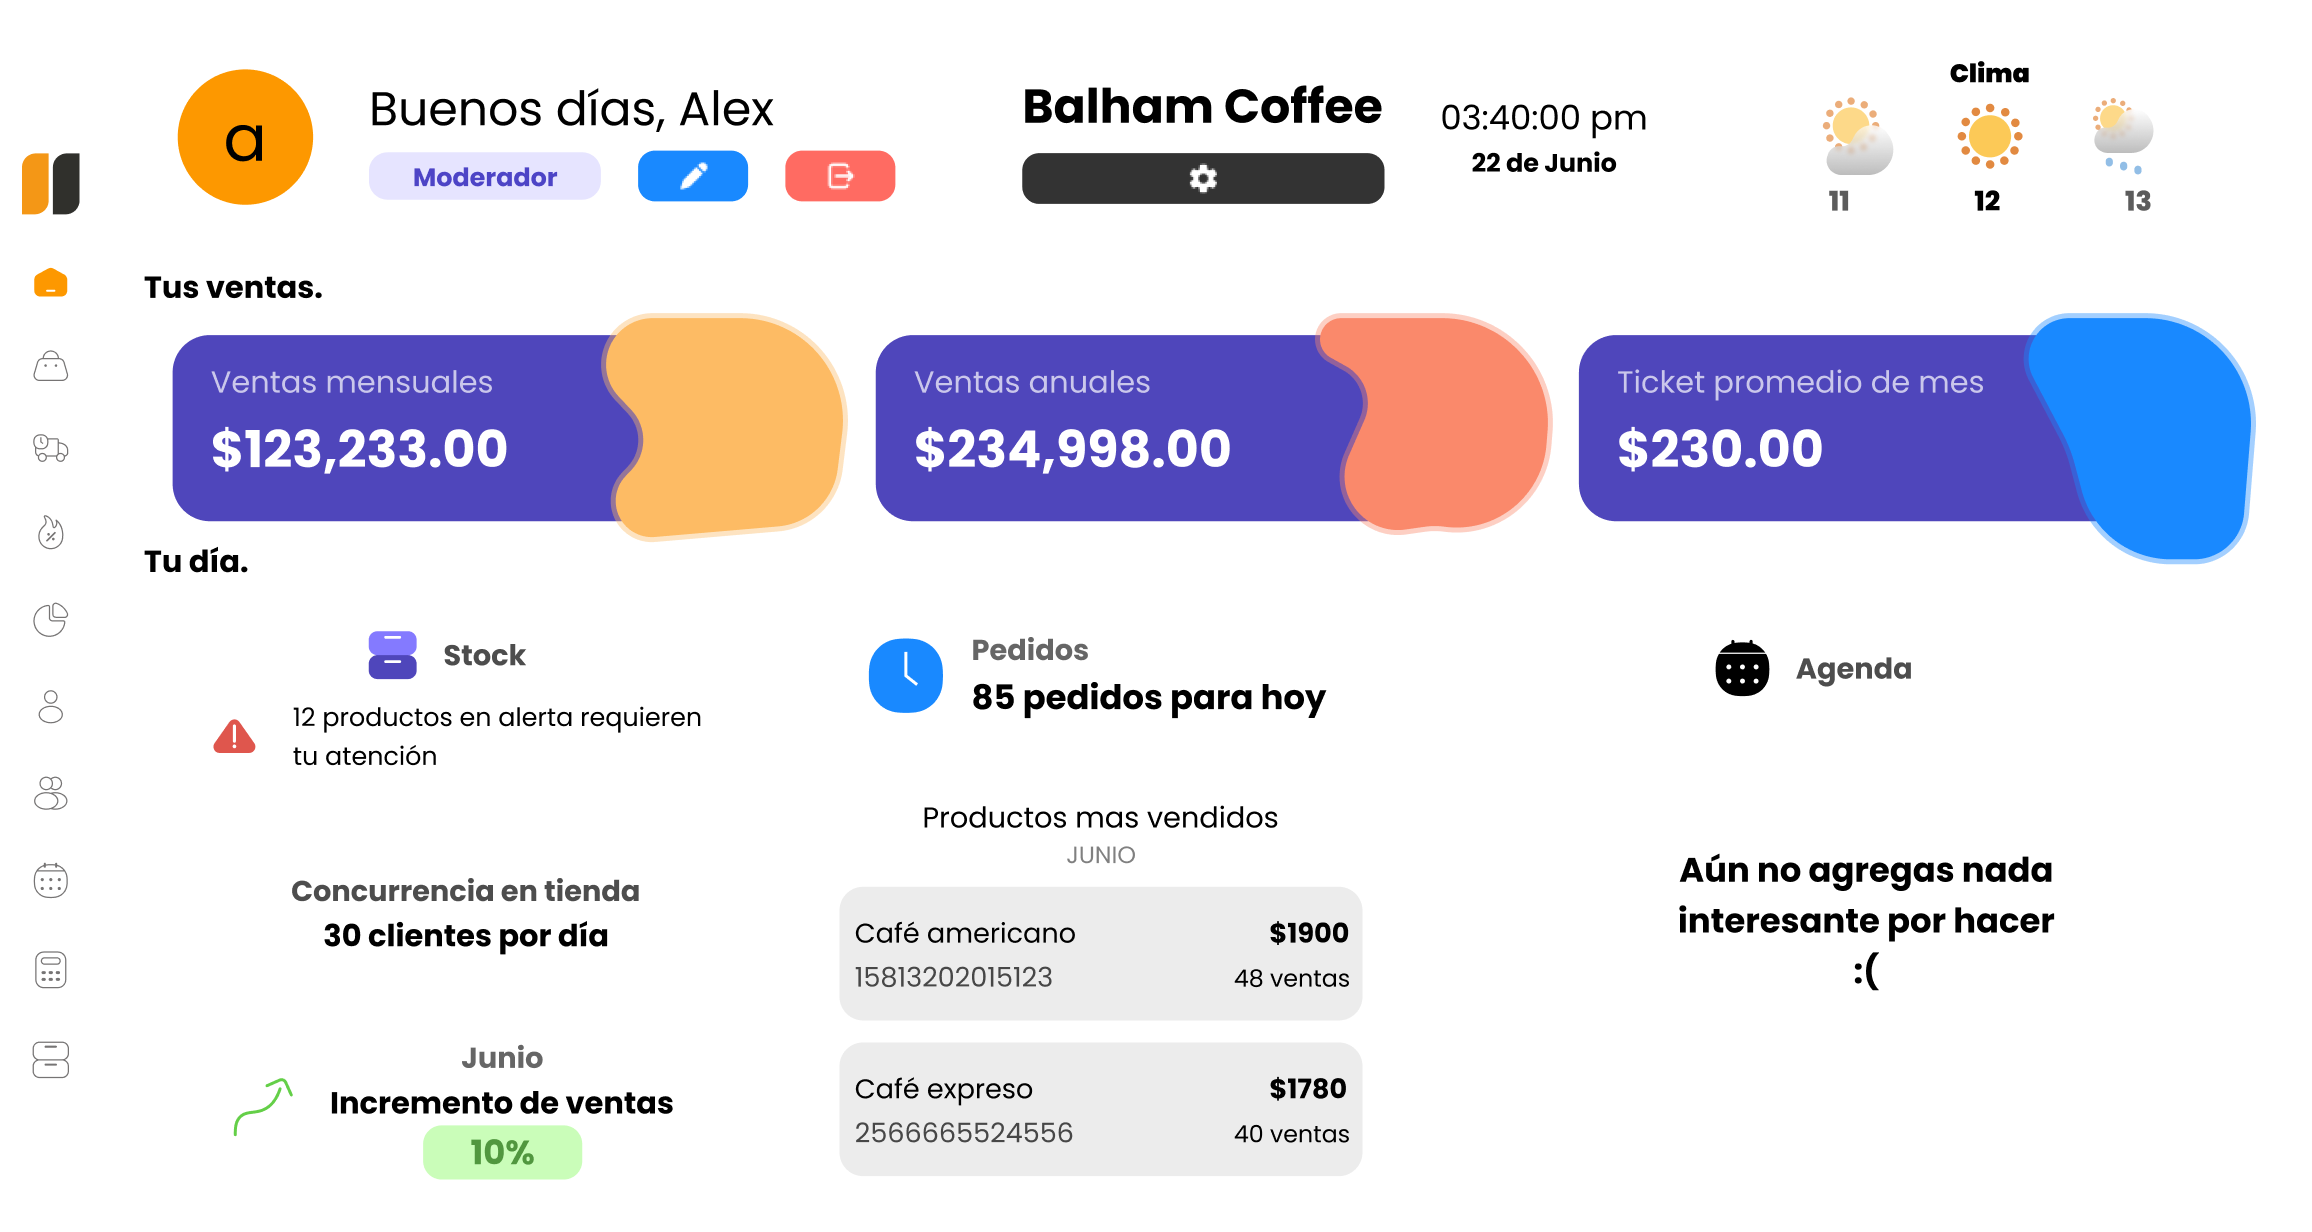 a
Buenos días, Alex
Moderador
Balham Coffee
03:40:00 pm
22 de Junio
Clima
11
12
13
Tus ventas.
Ventas mensuales
$123,233.00
Ventas anuales
$234,998.00
Ticket promedio de mes
$230.00
Tu día.
Stock
12 productos en alerta requieren
tu atención
Concurrencia en tienda
30 clientes por día
Junio
Incremento de ventas
10%
Pedidos
85 pedidos para hoy
Productos mas vendidos
JUNIO
Café americano
$1900
15813202015123
48 ventas
Café expreso
$1780
2566665524556
40 ventas
Agenda
Aún no agregas nada
interesante por hacer
:(